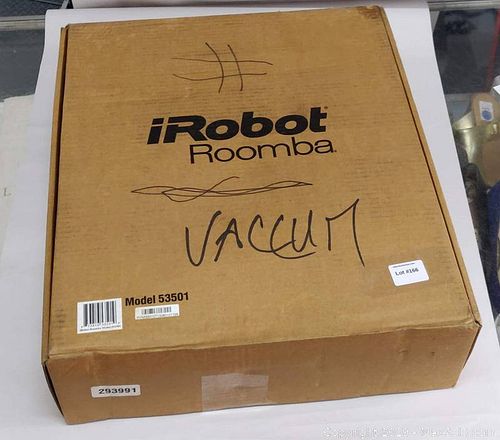 #
iRobot
Roomba
VACCUM
Lot #166
Model 53501
293991